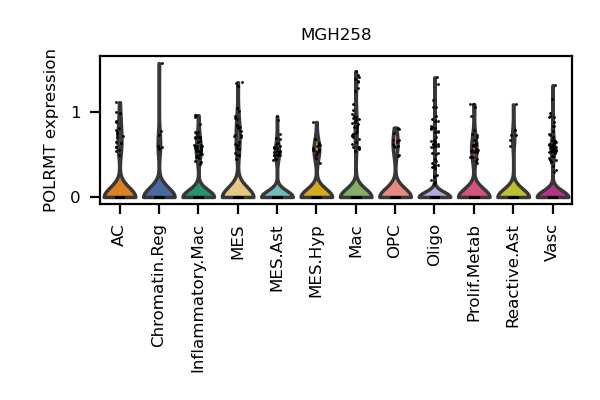 MGH258
POLRMT expression
1
0
AC
Chromatin.Reg
Inflammatory.Mac
MES
MES.Ast
MES.Hyp
Mac
OPC
Oligo
Prolif.Metab
Reactive.Ast
Vasc